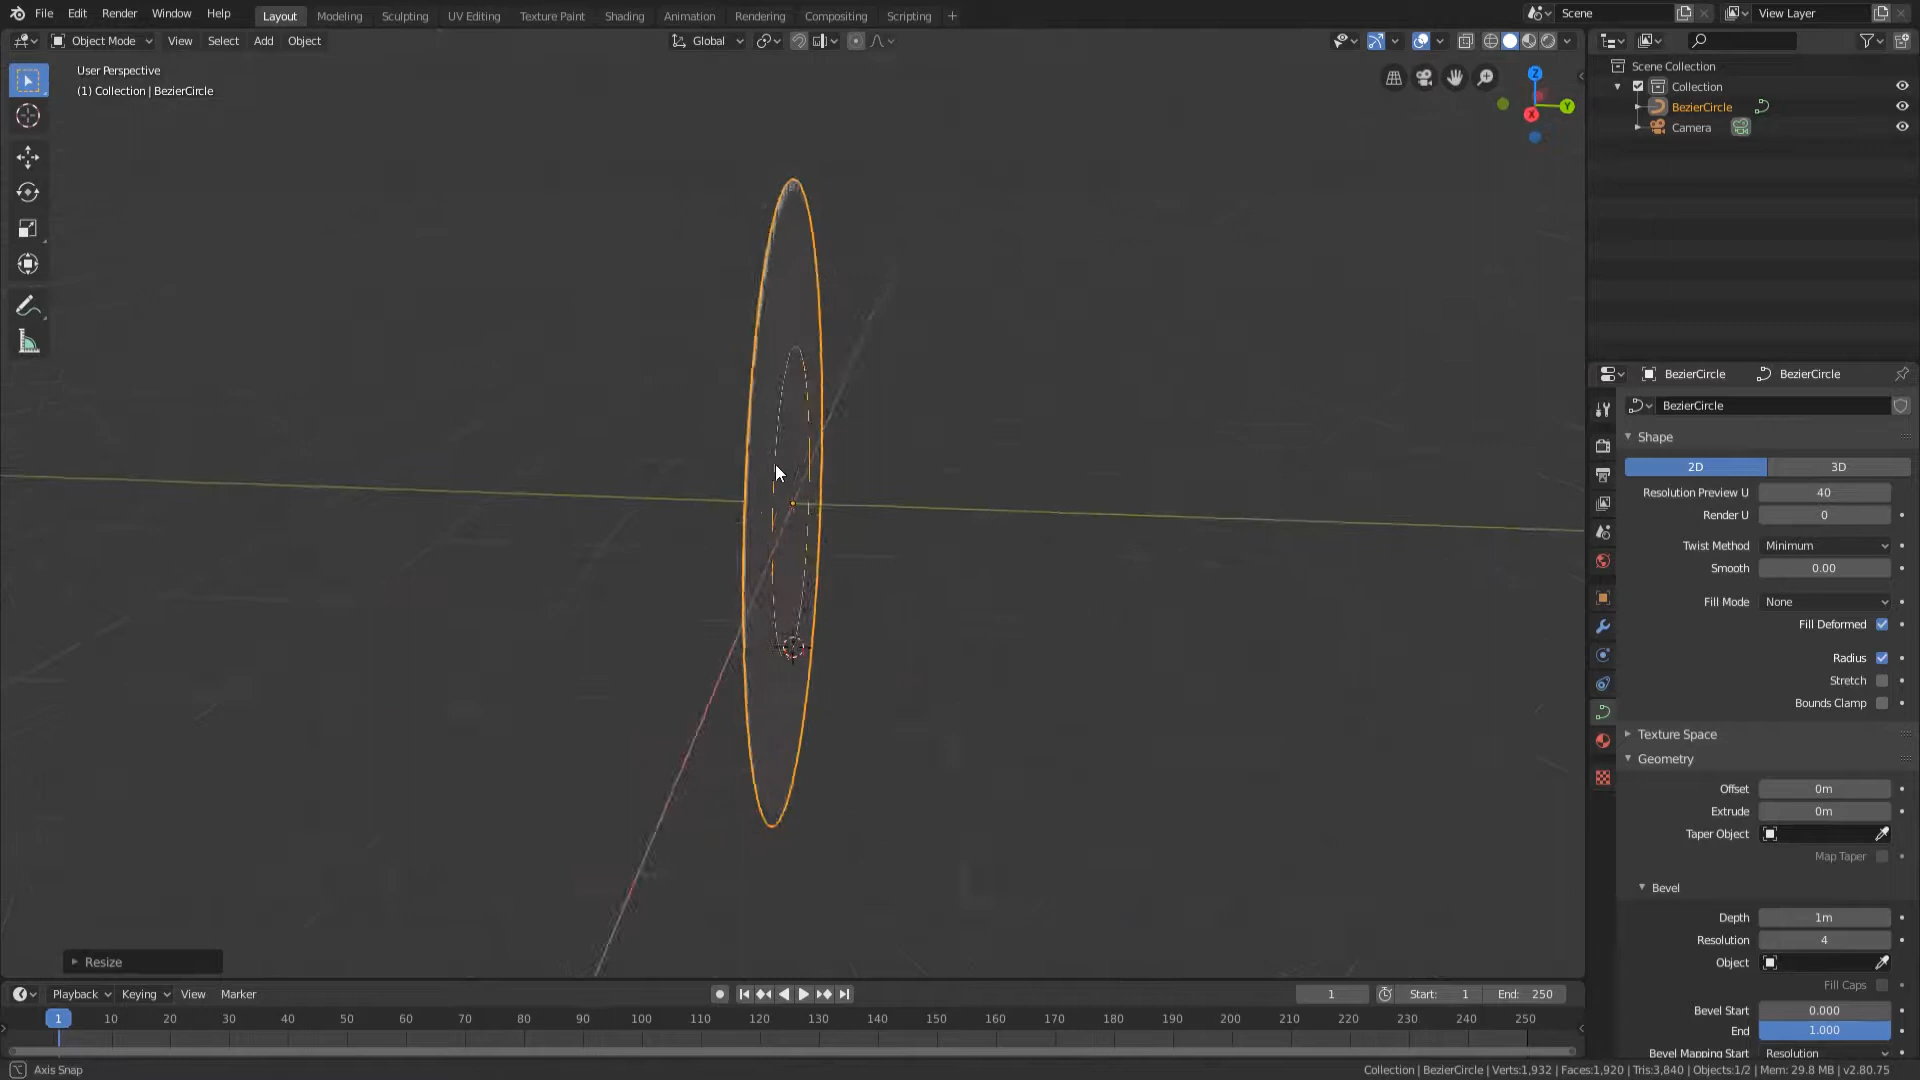 File Edit Render Window Help Layout Modeling Sculpting UV Editing Texture Paint Shading Animation Rendering Compositing Scripting + Scene View Layer
Object Mode View Select Add Object Global
User Perspective
(1) Collection | BezierCircle
Z
Y
X
Scene Collection
Collection
BezierCircle
Camera
BezierCircle BezierCircle
BezierCircle
Shape
2D 3D
Resolution Preview U 40
Render U 0
Twist Method Minimum
Smooth 0.00
Fill Mode None
Fill Deformed
Radius
Stretch
Bounds Clamp
Texture Space
Geometry
Offset 0m
Extrude 0m
Taper Object
Map Taper
Bevel
Depth 1m
Resolution 4
Object
Fill Caps
Bevel Start 0.000
End 1.000
Bevel Mapping Start Resolution
Resize
Playback Keying View Marker 1 Start: 1 End: 250
1 10 20 30 40 50 60 70 80 90 100 110 120 130 140 150 160 170 180 190 200 210 220 230 240 250
Axis Snap Collection | BezierCircle | Verts:1,932 | Faces:1,920 | Tris:3,840 | Objects:1/2 | Mem: 29.8 MB | v2.80.75